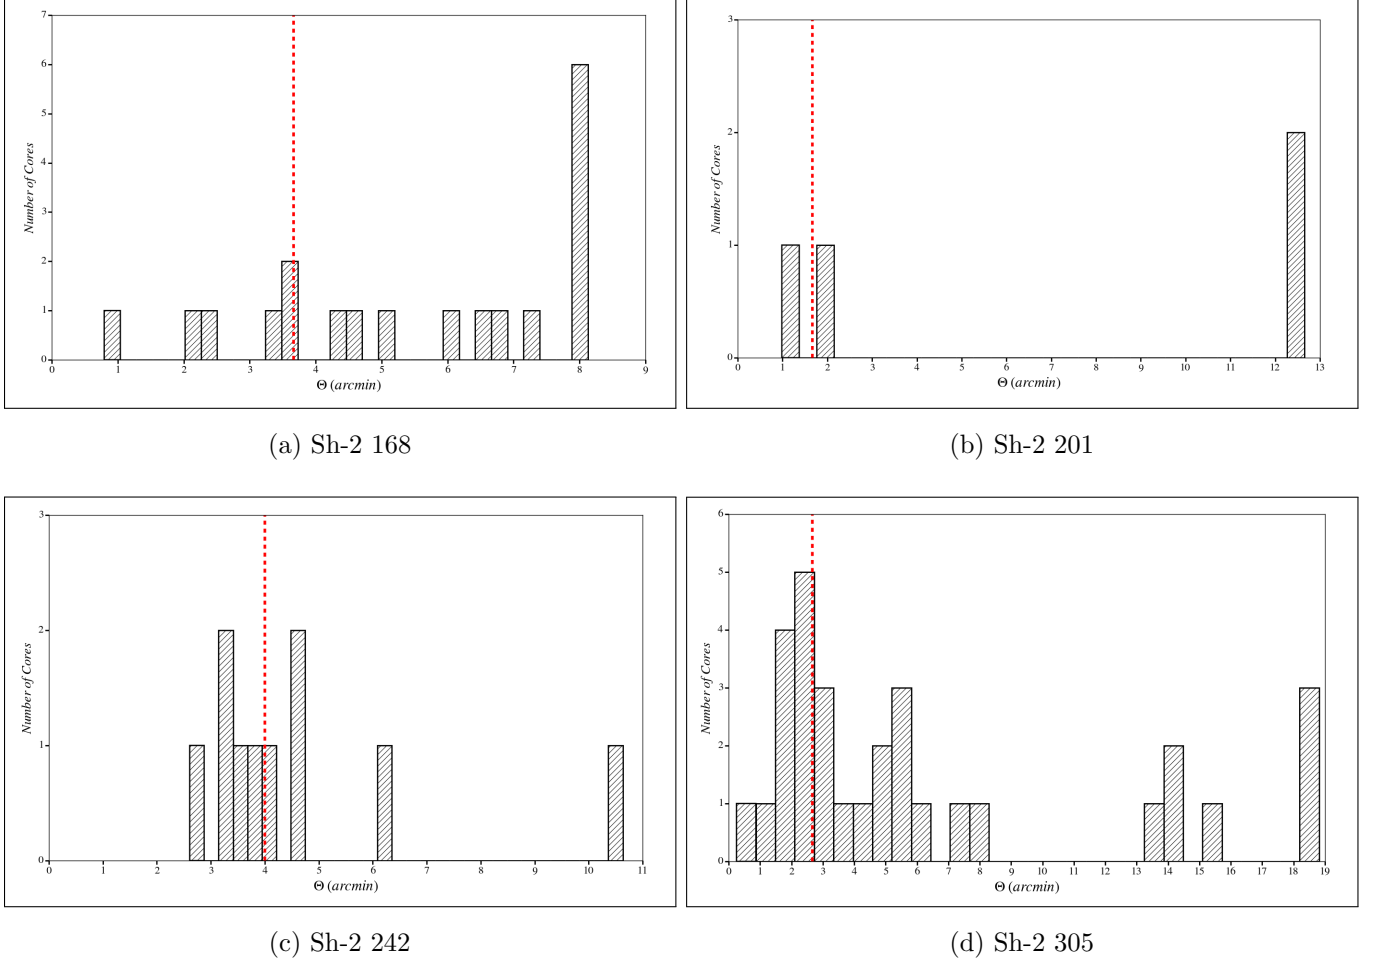 7
6
5
4
3
2
1
0
Number of Cores
0 1 2 3 4 5 6 7 8 9
Θ (arcmin)
(a) Sh-2 168
3
2
1
0
Number of Cores
0 1 2 3 4 5 6 7 8 9 10 11 12 13
Θ (arcmin)
(b) Sh-2 201
3
2
1
0
Number of Cores
0 1 2 3 4 5 6 7 8 9 10 11
Θ (arcmin)
(c) Sh-2 242
6
5
4
3
2
1
0
Number of Cores
0 1 2 3 4 5 6 7 8 9 10 11 12 13 14 15 16 17 18 19
Θ (arcmin)
(d) Sh-2 305